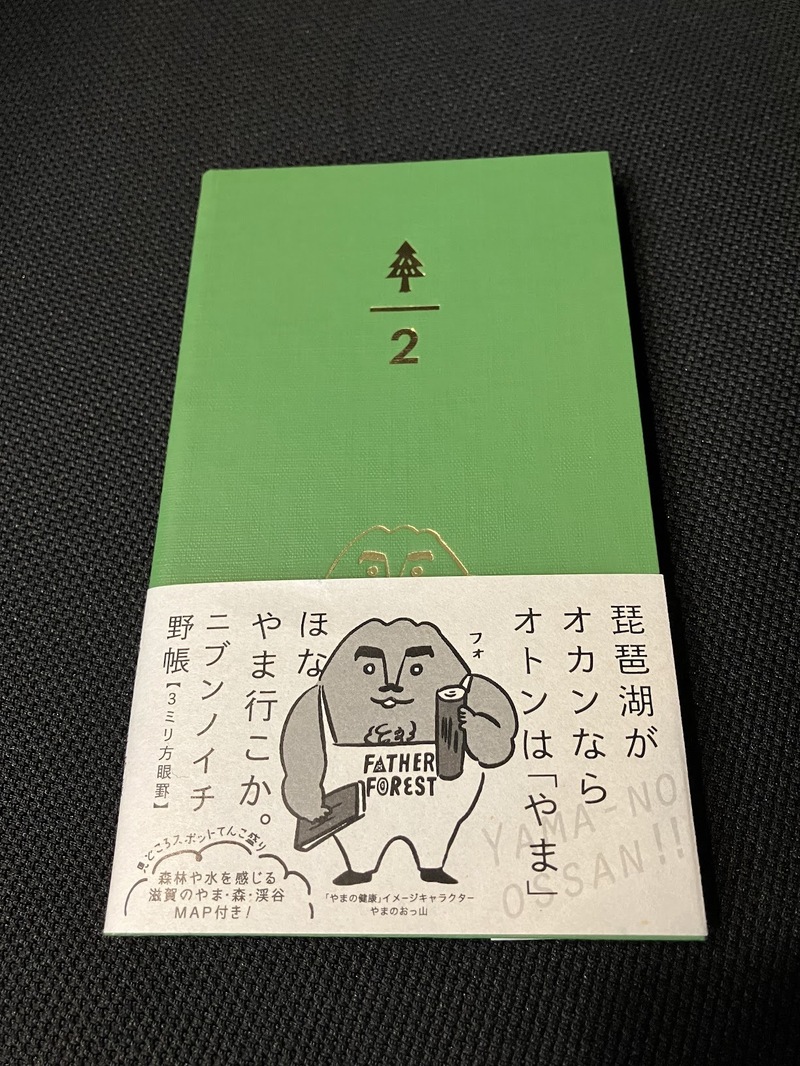 2
琵琶湖が
オカンなら
オトンは「やま」
フォ
ほな
やま行こか。
ニブンノイチ
野帳【3ミリ方眼罫】
FATHER
FOREST
YAMA-NO
OSSAN!!
見どころスポットてんこ盛り
森林や水を感じる
滋賀のやま・森・渓谷
MAP付き!
「やまの健康」イメージキャラクター
やまのおっ山